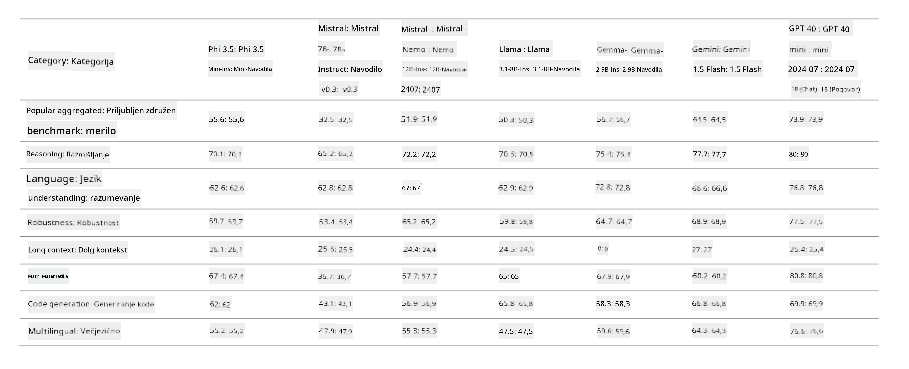 Category: Kategorija
Phi 3.5: Phi 3.5
Mini-Ins: Mini-Navodila
Mistral: Mistral
7B-. 7B-.
Instruct: Navodilo
v0.3: v0.3
Mistral : Mistral
Nemo : Nemo
12B-Ins: 12B-Navodila
2407: 2407
Llama : Llama
3.1-8B-Ins: 3.1-8B-Navodila
Gemma- Gemma-
2 9B-Ins: 2 9B Navodila
Gemini: Gemini
1.5 Flash: 1.5 Flash
GPT 4O : GPT 4O
mini : mini
2024 07 : 2024 07
18 (Chat) 18 (Pogovor)
Popular aggregated: Priljubljen združen
benchmark: merilo
55.6: 55,6
32.5: 32,5
51.9: 51,9
50.3: 50,3
56.7: 56,7
64.5: 64,5
73.9: 73,9
Reasoning: Razmišljanje
70.1: 70,1
65.2: 65,2
72.2: 72,2
70.5: 70,5
75.4: 75,4
77.7: 77,7
80: 80
Language: Jezik
understanding: razumevanje
62.6: 62,6
62.8: 62,8
67: 67
62.9: 62,9
72.8: 72,8
66.6: 66,6
76.8: 76,8
Robustness: Robustnost
59.7: 59,7
53.4: 53,4
65.2: 65,2
59.8: 59,8
64.7: 64,7
68.9: 68,9
77.5: 77,5
Long context: Dolg kontekst
26.1: 26,1
25.5: 25,5
24.4: 24,4
24.5: 24,5
0: 0
27: 27
25.4: 25,4
67.4: 67,4
36.7: 36,7
57.7: 57,7
65: 65
67.9: 67,9
60.2: 60,2
80.8: 80,8
Code generation: Generiranje kode
62: 62
43.1: 43,1
56.9: 56,9
65.8: 65,8
58.3: 58,3
66.8: 66,8
69.9: 69,9
Multilingual: Večjezično
55.2: 55,2
47.9: 47,9
55.3: 55,3
47.5: 47,5
59.6: 59,6
64.3: 64,3
76.6: 76,6